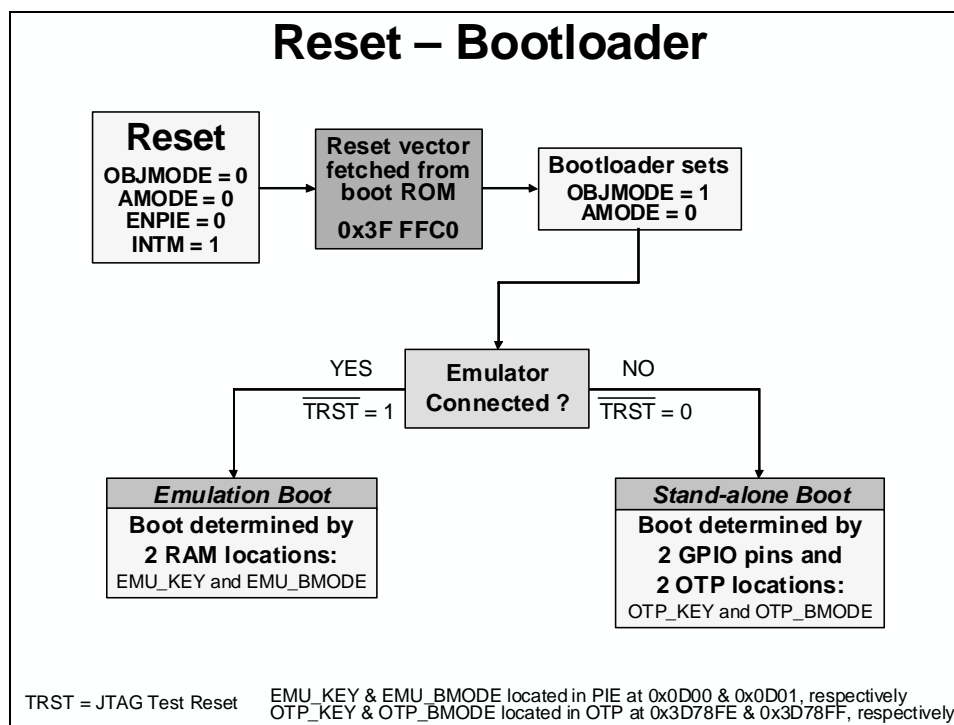 Reset – Bootloader
Reset
OBJMODE = 0
AMODE = 0
ENPIE = 0
INTM = 1
Reset vector
fetched from
boot ROM
0x3F FFC0
Bootloader sets
OBJMODE = 1
AMODE = 0
YES
Emulator
Connected ?
NO
TRST = 1
TRST = 0
Emulation Boot
Boot determined by
2 RAM locations:
EMU_KEY and EMU_BMODE
Stand-alone Boot
Boot determined by
2 GPIO pins and
2 OTP locations:
OTP_KEY and OTP_BMODE
TRST = JTAG Test Reset
EMU_KEY & EMU_BMODE located in PIE at 0x0D00 & 0x0D01, respectively
OTP_KEY & OTP_BMODE located in OTP at 0x3D78FE & 0x3D78FF, respectively